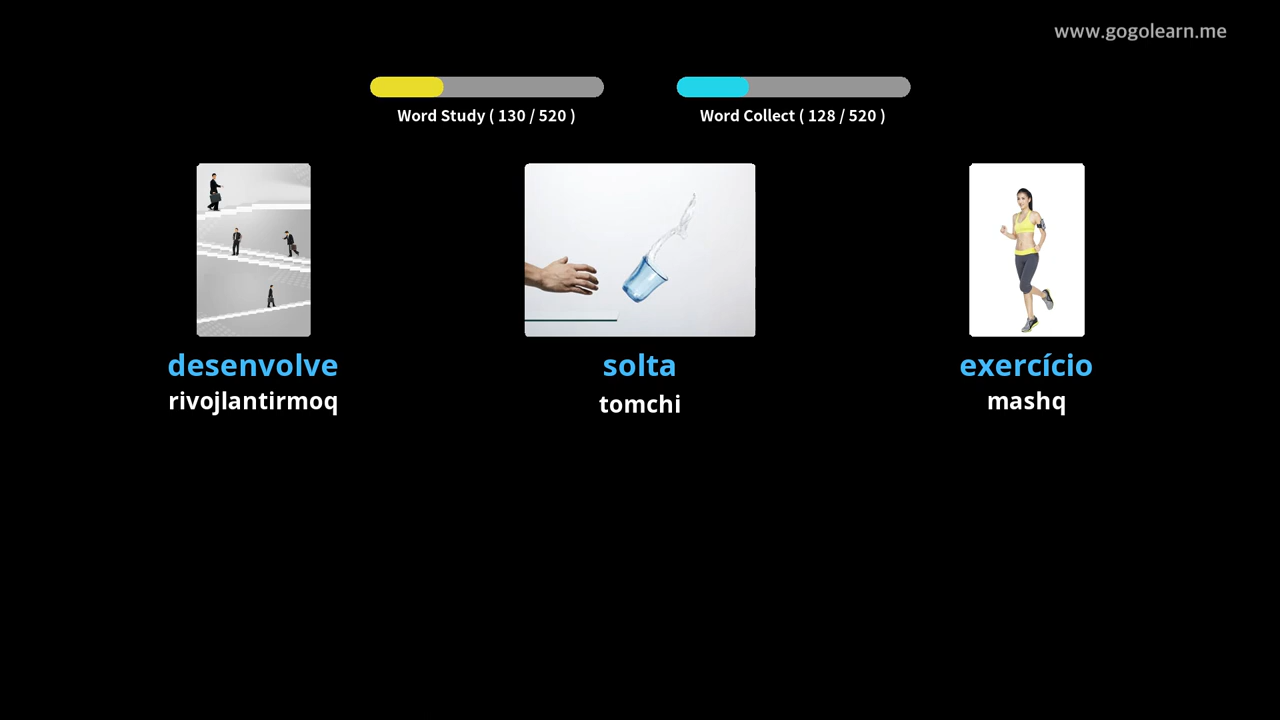 www.gogolearn.me
Word Study ( 130 / 520 )
Word Collect ( 128 / 520 )
desenvolve
rivojlantirmoq
solta
tomchi
exercício
mashq